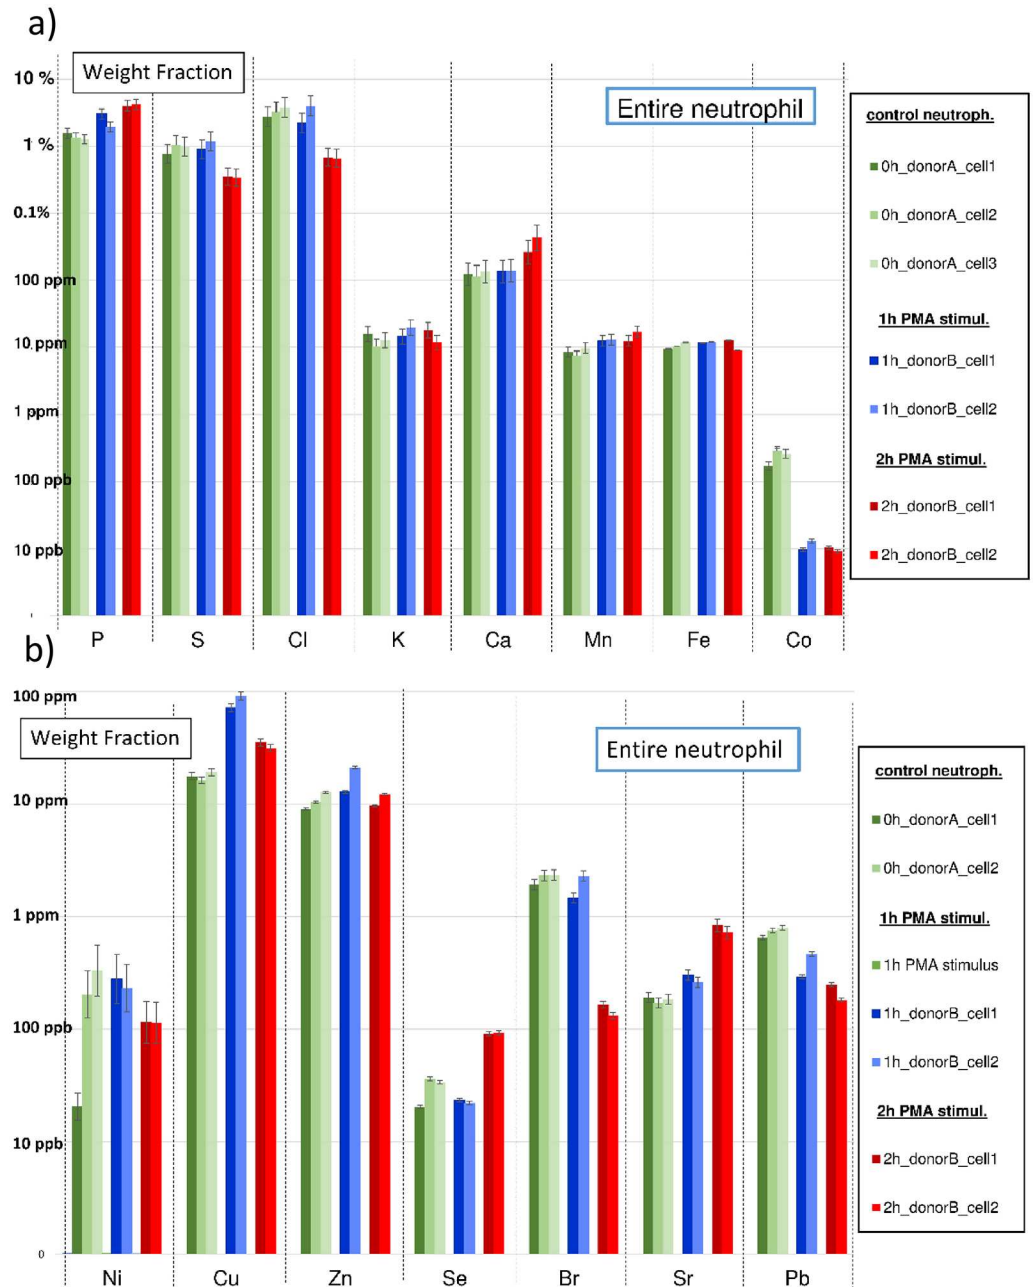 a)
Weight Fraction
Entire neutrophil
10 %
1 %
0.1%
100 ppm
10 ppm
1 ppm
100 ppb
10 ppb
P S Cl K Ca Mn Fe Co
control neutroph.
0h_donorA_cell1
0h_donorA_cell2
0h_donorA_cell3
1h PMA stimul.
1h_donorB_cell1
1h_donorB_cell2
2h PMA stimul.
2h_donorB_cell1
2h_donorB_cell2
b)
Weight Fraction
Entire neutrophil
100 ppm
10 ppm
1 ppm
100 ppb
10 ppb
0
Ni Cu Zn Se Br Sr Pb
control neutroph.
0h_donorA_cell1
0h_donorA_cell2
1h PMA stimul.
1h PMA stimulus
1h_donorB_cell1
1h_donorB_cell2
2h PMA stimul.
2h_donorB_cell1
2h_donorB_cell2